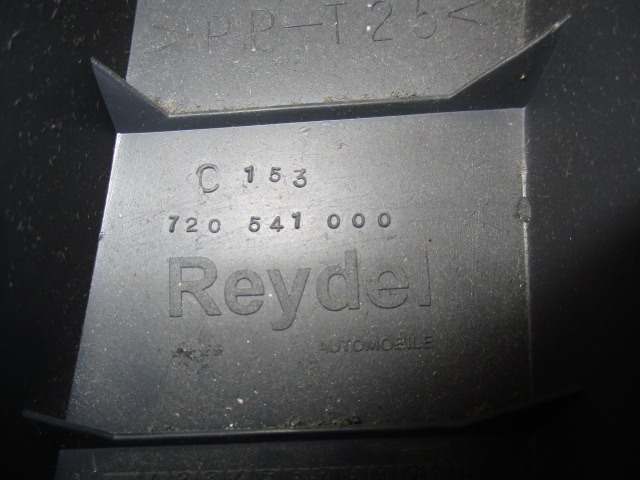 >PP-T25<
C 153
720 541 000
Reydel
AUTOMOBILE